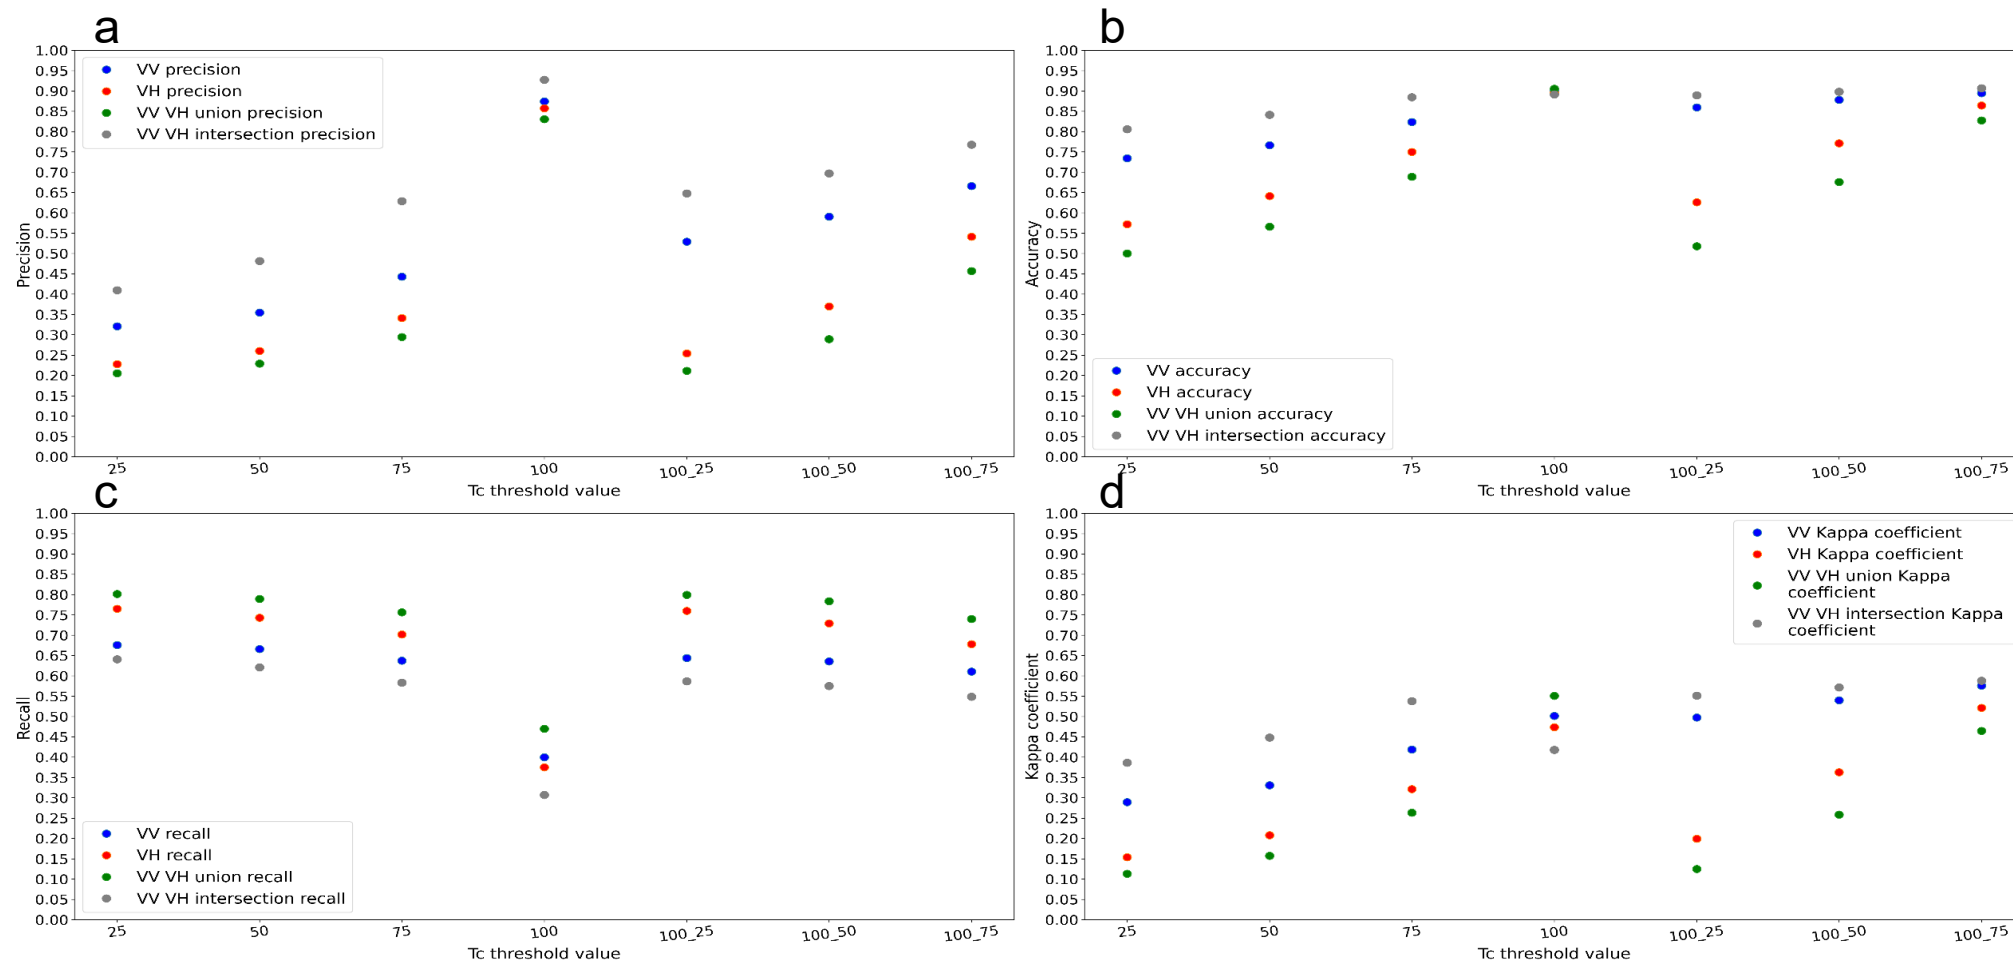 a
1.00
0.95
0.90
0.85
0.80
0.75
0.70
0.65
0.60
0.55
0.50
0.45
0.40
0.35
0.30
0.25
0.20
0.15
0.10
0.05
0.00
Precision
VV precision
VH precision
VV VH union precision
VV VH intersection precision
25 50 75 100 100_25 100_50 100_75
Tc threshold value
b
1.00
0.95
0.90
0.85
0.80
0.75
0.70
0.65
0.60
0.55
0.50
0.45
0.40
0.35
0.30
0.25
0.20
0.15
0.10
0.05
0.00
Accuracy
VV accuracy
VH accuracy
VV VH union accuracy
VV VH intersection accuracy
25 50 75 100 100_25 100_50 100_75
Tc threshold value
c
1.00
0.95
0.90
0.85
0.80
0.75
0.70
0.65
0.60
0.55
0.50
0.45
0.40
0.35
0.30
0.25
0.20
0.15
0.10
0.05
0.00
Recall
VV recall
VH recall
VV VH union recall
VV VH intersection recall
25 50 75 100 100_25 100_50 100_75
Tc threshold value
d
1.00
0.95
0.90
0.85
0.80
0.75
0.70
0.65
0.60
0.55
0.50
0.45
0.40
0.35
0.30
0.25
0.20
0.15
0.10
0.05
0.00
Kappa coefficient
VV Kappa coefficient
VH Kappa coefficient
VV VH union Kappa
coefficient
VV VH intersection Kappa
coefficient
25 50 75 100 100_25 100_50 100_75
Tc threshold value